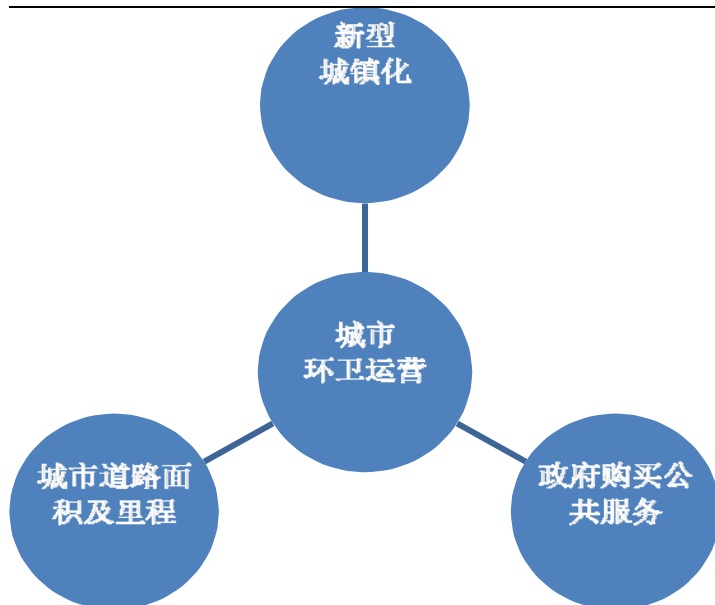 新型
城镇化
城市
环卫运营
城市道路面
积及里程
政府购买公
共服务